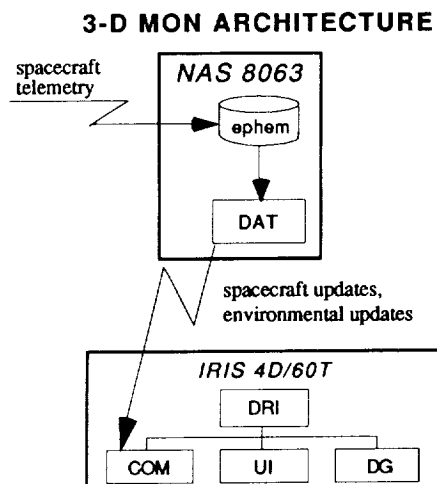 3-D MON ARCHITECTURE
spacecraft
telemetry
NAS 8063
ephem
DAT
spacecraft updates,
environmental updates
IRIS 4D/60T
DRI
COM
UI
DG